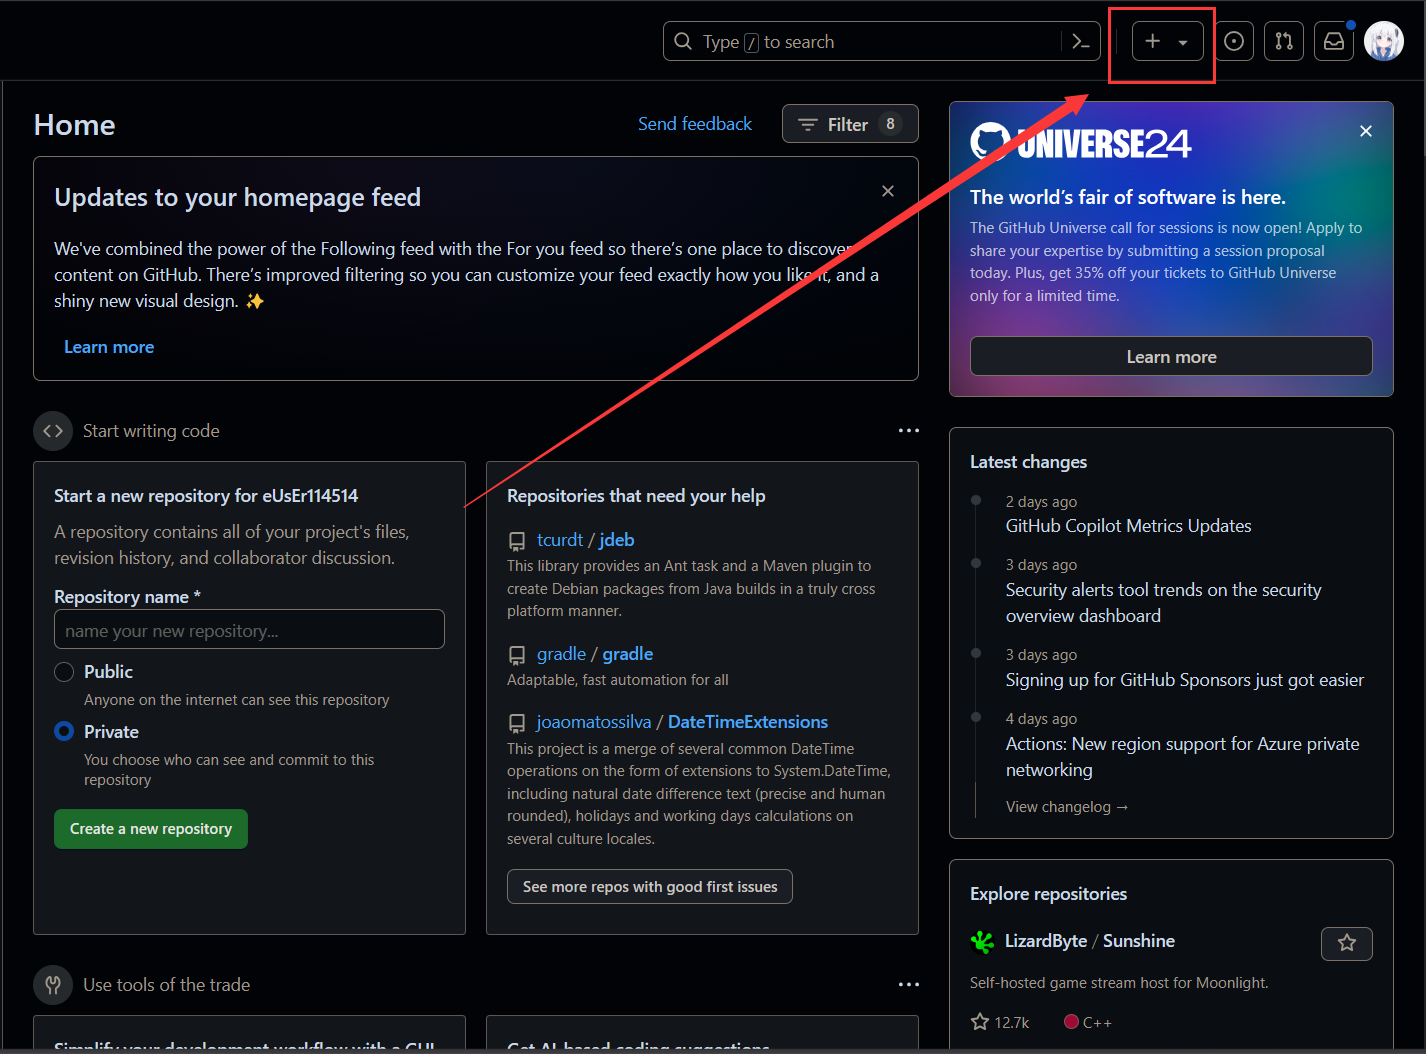 Type / to search
Home
Send feedback
Filter 8
Updates to your homepage feed
We've combined the power of the Following feed with the For you feed so there's one place to discover
content on GitHub. There's improved filtering so you can customize your feed exactly how you like it, and a
shiny new visual design. ✨
Learn more
UNIVERSE24
The world's fair of software is here.
The GitHub Universe call for sessions is now open! Apply to
share your expertise by submitting a session proposal
today. Plus, get 35% off your tickets to GitHub Universe
only for a limited time.
Learn more
Start writing code
Start a new repository for eUsEr114514
A repository contains all of your project's files,
revision history, and collaborator discussion.
Repository name *
name your new repository...
Public
Anyone on the internet can see this repository
Private
You choose who can see and commit to this
repository
Create a new repository
Repositories that need your help
tcurdt / jdeb
This library provides an Ant task and a Maven plugin to
create Debian packages from Java builds in a truly cross
platform manner.
gradle / gradle
Adaptable, fast automation for all
joaomatossilva / DateTimeExtensions
This project is a merge of several common DateTime
operations on the form of extensions to System.DateTime,
including natural date difference text (precise and human
rounded), holidays and working days calculations on
several culture locales.
See more repos with good first issues
Latest changes
2 days ago
GitHub Copilot Metrics Updates
3 days ago
Security alerts tool trends on the security
overview dashboard
3 days ago
Signing up for GitHub Sponsors just got easier
4 days ago
Actions: New region support for Azure private
networking
View changelog →
Explore repositories
LizardByte / Sunshine
Self-hosted game stream host for Moonlight.
12.7k
C++
Use tools of the trade
Simplify your development workflow with a GUI
Get AI-based coding suggestions